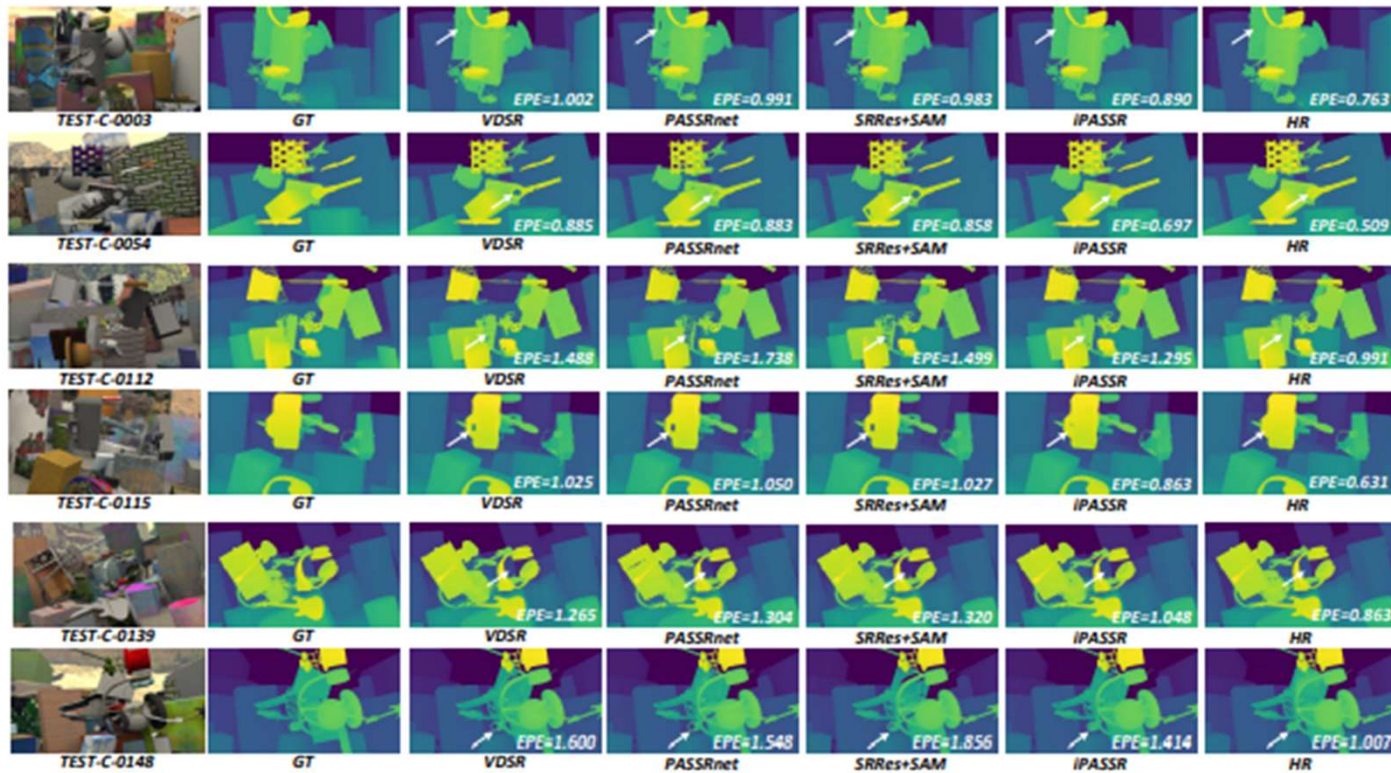 EPE=1.002 EPE=0.991 EPE=0.983 EPE=0.890 EPE=0.763
TEST-C-0003 GT VDSR PASSRnet SRRes+SAM iPASSR HR
EPE=0.885 EPE=0.883 EPE=0.858 EPE=0.697 EPE=0.509
TEST-C-0054 GT VDSR PASSRnet SRRes+SAM iPASSR HR
EPE=1.488 EPE=1.738 EPE=1.499 EPE=1.295 EPE=0.991
TEST-C-0112 GT VDSR PASSRnet SRRes+SAM iPASSR HR
EPE=1.025 EPE=1.050 EPE=1.027 EPE=0.863 EPE=0.631
TEST-C-0115 GT VDSR PASSRnet SRRes+SAM iPASSR HR
EPE=1.265 EPE=1.304 EPE=1.320 EPE=1.048 EPE=0.863
TEST-C-0139 GT VDSR PASSRnet SRRes+SAM iPASSR HR
EPE=1.600 EPE=1.548 EPE=1.856 EPE=1.414 EPE=1.007
TEST-C-0148 GT VDSR PASSRnet SRRes+SAM iPASSR HR